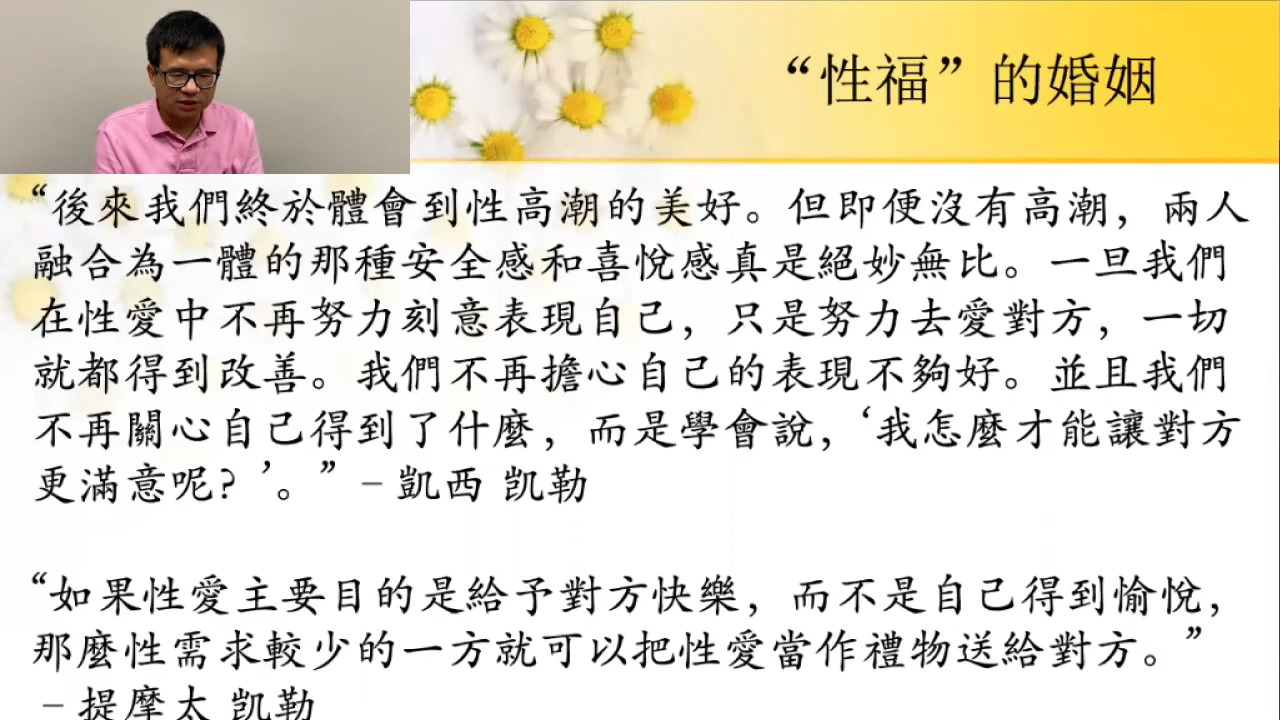 “性福”的婚姻
“後來我們終於體會到性高潮的美好。但即便沒有高潮，兩人
融合為一體的那種安全感和喜悅感真是絕妙無比。一旦我們
在性愛中不再努力刻意表現自己，只是努力去愛對方，一切
就都得到改善。我們不再擔心自己的表現不夠好。並且我們
不再關心自己得到了什麼，而是學會說，‘我怎麼才能讓對方
更滿意呢？’。” – 凱西 凯勒
“如果性愛主要目的是給予對方快樂，而不是自己得到愉悅，
那麼性需求較少的一方就可以把性愛當作禮物送給對方。”
– 提摩太 凯勒